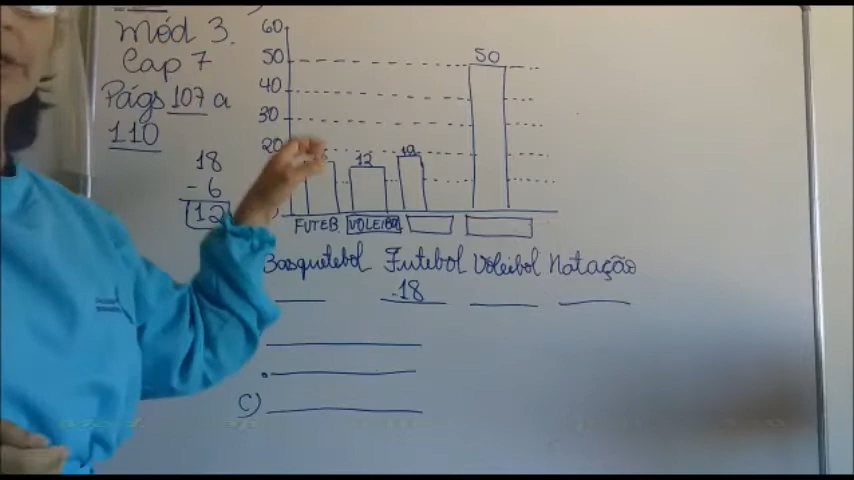 Mód 3.
Cap 7
Págs 107 a
110
18
- 6
12
60
50
40
30
20
12
19
50
FUTEB
VOLEIBOL
Basquetebol Futebol Voleibol Natação
18
C)